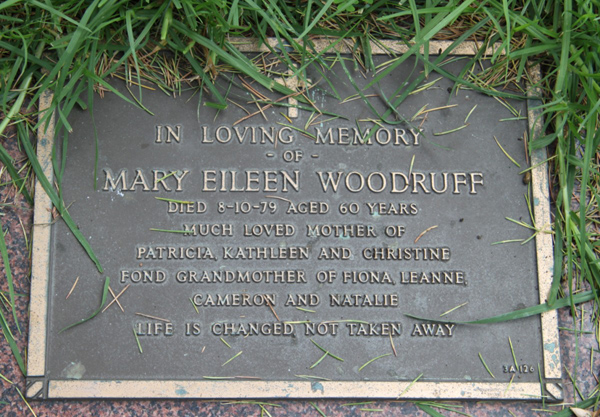 IN LOVING MEMORY
- OF -
MARY EILEEN WOODRUFF
DIED 8-10-79 AGED 60 YEARS
MUCH LOVED MOTHER OF
PATRICIA, KATHLEEN AND CHRISTINE
FOND GRANDMOTHER OF FIONA, LEANNE,
CAMERON AND NATALIE
LIFE IS CHANGED, NOT TAKEN AWAY
BA 126